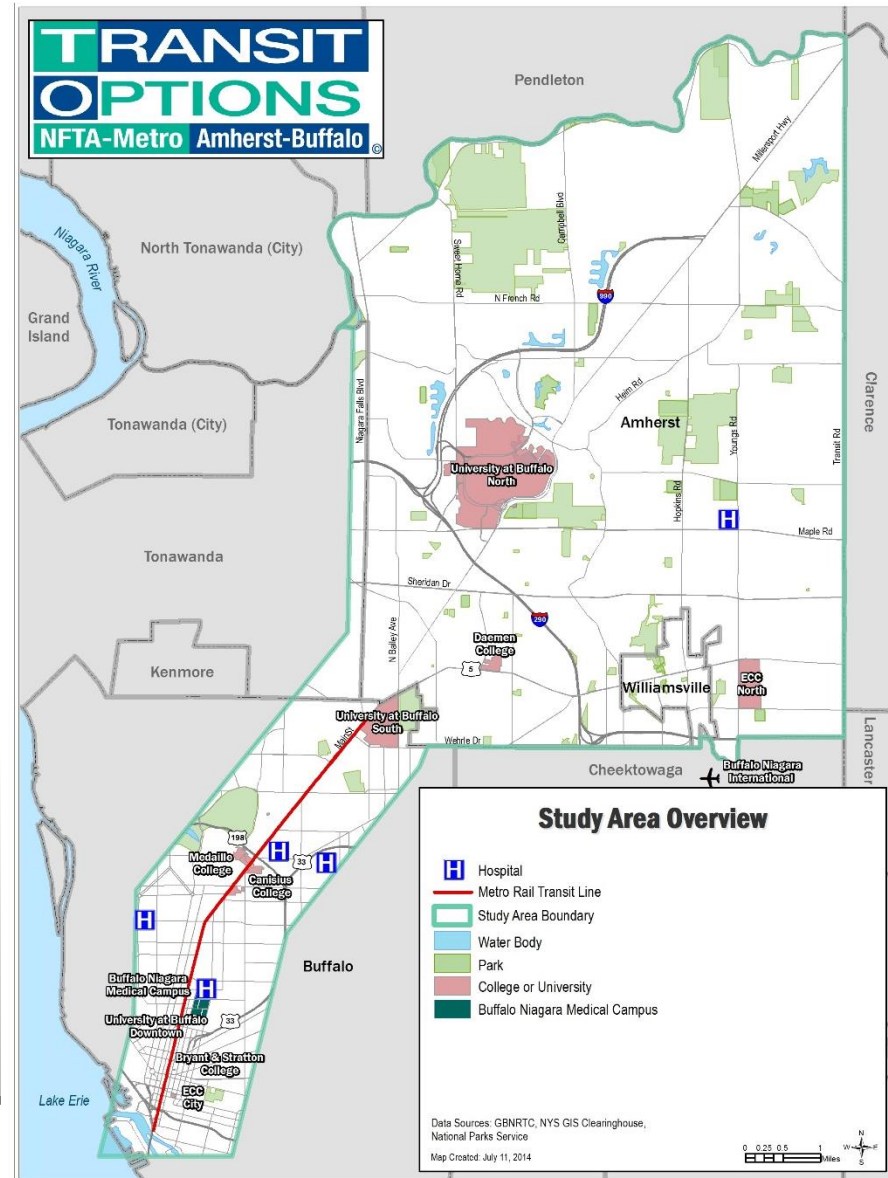 TRANSIT
OPTIONS
NFTA-Metro Amherst-Buffalo ©
Pendleton
Millersport Hwy
Niagara River
North Tonawanda (City)
Sweet Home Rd
Campbell Blvd
Grand
Island
N French Rd
990
Clarence
Niagara Falls Blvd
Heim Rd
Tonawanda (City)
Amherst
Youngs Rd
Transit Rd
University at Buffalo
North
Hopkins Rd
H
Maple Rd
Tonawanda
Sheridan Dr
N Bailey Ave
290
Daemen
College
Kenmore
5
Williamsville
ECC
North
University at Buffalo
South
Main St
Wehrle Dr
Lancaster
Cheektowaga
Buffalo Niagara
International
198
H
Medaille
College
33
H
Canisius
College
H
Buffalo
Buffalo Niagara
Medical Campus
H
University at Buffalo
Downtown
33
Bryant & Stratton
College
ECC
City
Lake Erie
Study Area Overview
H Hospital
Metro Rail Transit Line
Study Area Boundary
Water Body
Park
College or University
Buffalo Niagara Medical Campus
Data Sources: GBNRTC, NYS GIS Clearinghouse,
National Parks Service
Map Created: July 11, 2014
0 0.25 0.5 1
Miles
N
W E
S